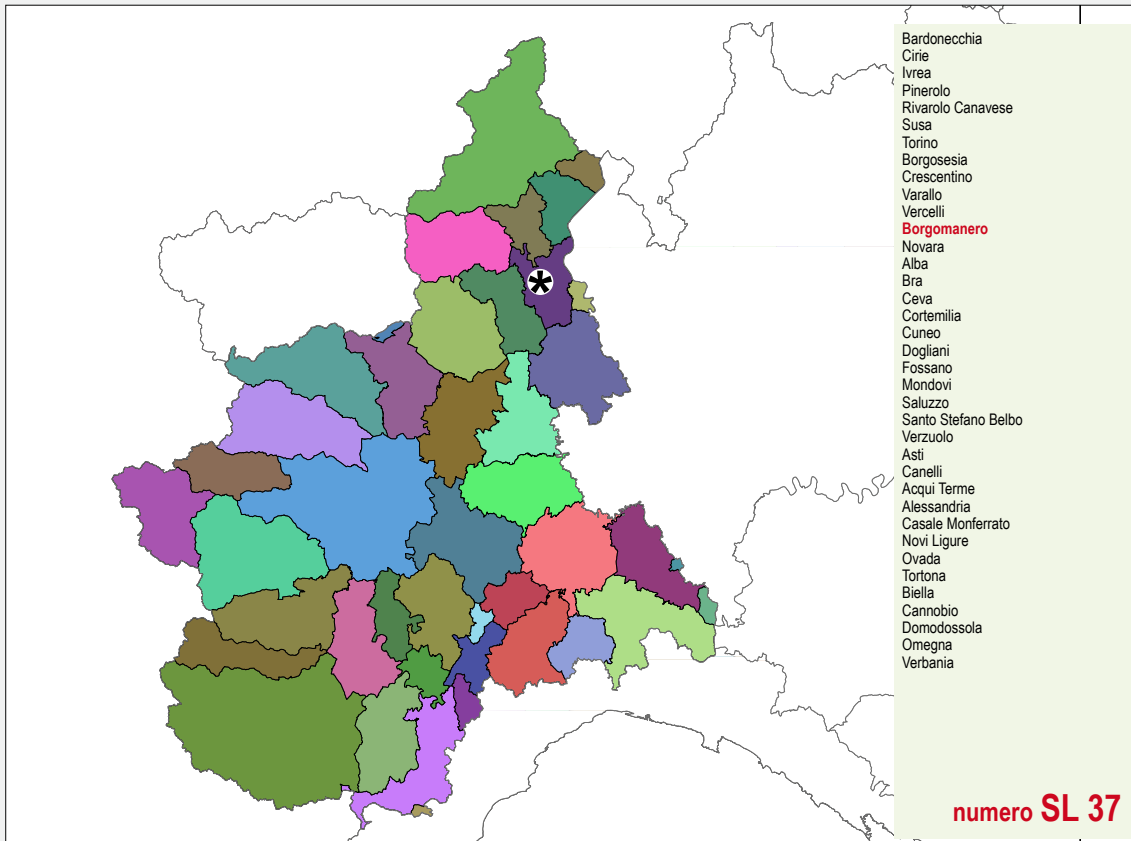 Bardonecchia
Cirie
Ivrea
Pinerolo
Rivarolo Canavese
Susa
Torino
Borgosesia
Crescentino
Varallo
Vercelli
Borgomanero
Novara
Alba
Bra
Ceva
Cortemilia
Cuneo
Dogliani
Fossano
Mondovi
Saluzzo
Santo Stefano Belbo
Verzuolo
Asti
Canelli
Acqui Terme
Alessandria
Casale Monferrato
Novi Ligure
Ovada
Tortona
Biella
Cannobio
Domodossola
Omegna
Verbania
numero SL 37